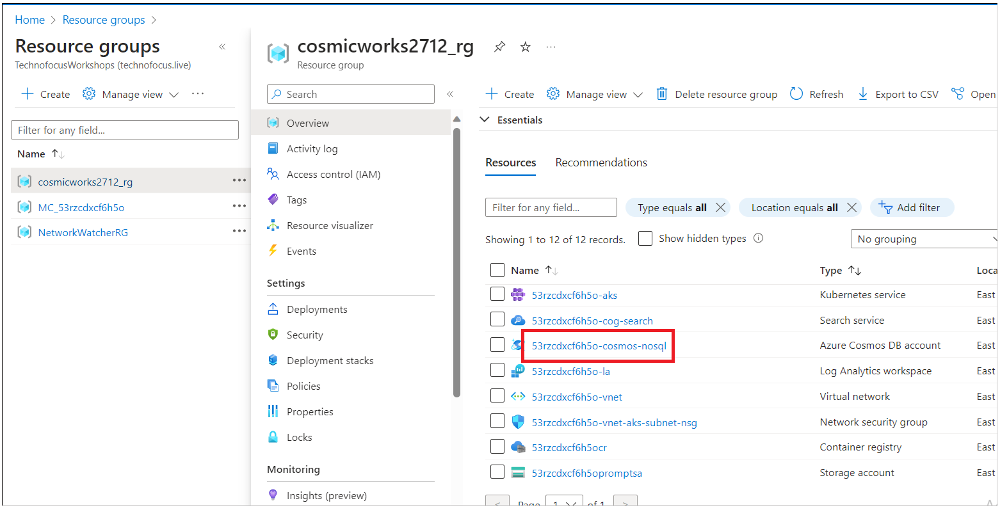 Home > Resource groups >
Resource groups «
TechnofocusWorkshops (technofocus.live)
+ Create Manage view ...
Filter for any field...
Name ↑↓
cosmicworks2712_rg ...
MC_53rzcdxcf6h5o ...
NetworkWatcherRG ...
cosmicworks2712_rg ...
Resource group
Search «
Overview
Activity log
Access control (IAM)
Tags
Resource visualizer
Events
Settings
Deployments
Security
Deployment stacks
Policies
Properties
Locks
Monitoring
Insights (preview)
+ Create Manage view Delete resource group Refresh Export to CSV Open
Essentials
Resources Recommendations
Filter for any field... Type equals all Location equals all Add filter
Showing 1 to 12 of 12 records. Show hidden types No grouping
Name ↑↓ Type ↑↓ Loca
53rzcdxcf6h5o-aks Kubernetes service East
53rzcdxcf6h5o-cog-search Search service East
53rzcdxcf6h5o-cosmos-nosql Azure Cosmos DB account East
53rzcdxcf6h5o-la Log Analytics workspace East
53rzcdxcf6h5o-vnet Virtual network East
53rzcdxcf6h5o-vnet-aks-subnet-nsg Network security group East
53rzcdxcf6h5ocr Container registry East
53rzcdxcf6h5opromptsa Storage account East
< Page 1 of 1 >